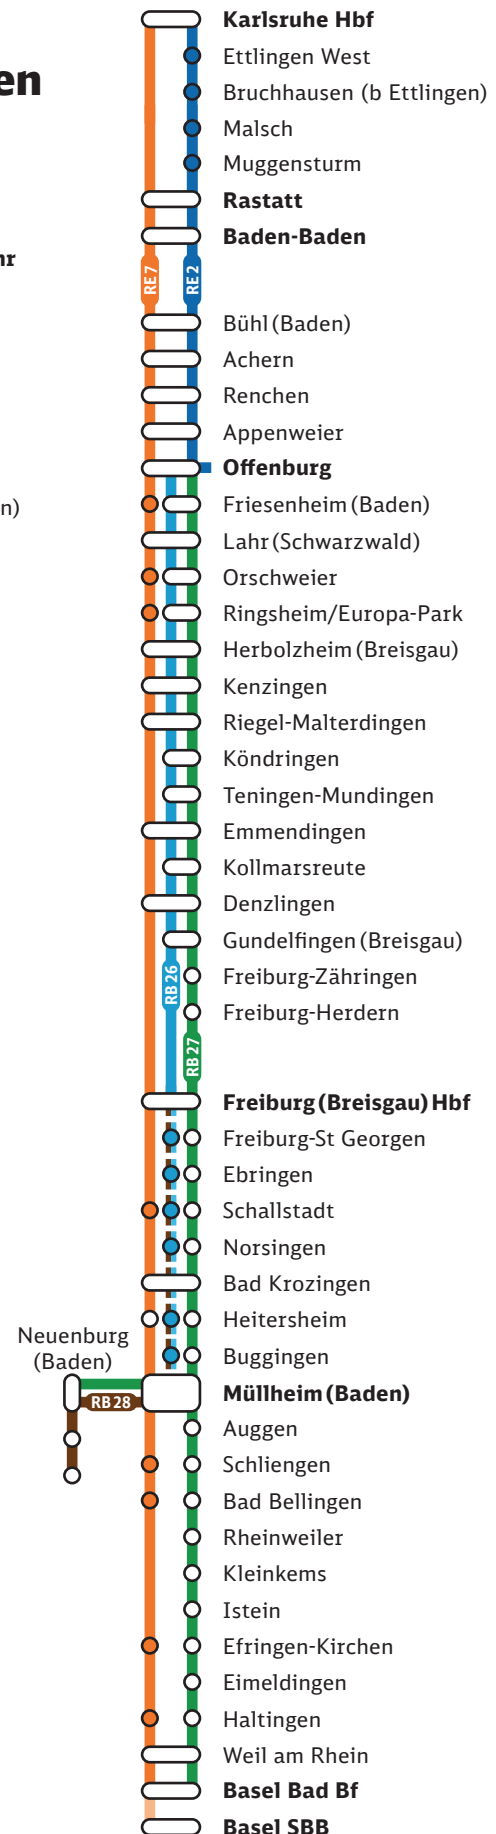 Karlsruhe Hbf
Ettlingen West
en
Bruchhausen (b Ettlingen)
Malsch
Muggensturm
Rastatt
Baden-Baden
hr
RE 7
RE 2
Bühl (Baden)
Achern
Renchen
Appenweier
Offenburg
n)
Friesenheim (Baden)
Lahr (Schwarzwald)
Orschweier
Ringsheim/Europa-Park
Herbolzheim (Breisgau)
Kenzingen
Riegel-Malterdingen
Köndringen
Teningen-Mundingen
Emmendingen
Kollmarsreute
Denzlingen
Gundelfingen (Breisgau)
RB 26
Freiburg-Zähringen
Freiburg-Herdern
RB 27
Freiburg (Breisgau) Hbf
Freiburg-St Georgen
Ebringen
Schallstadt
Norsingen
Bad Krozingen
Heitersheim
Neuenburg
(Baden)
Buggingen
RB 28
Müllheim (Baden)
Auggen
Schliengen
Bad Bellingen
Rheinweiler
Kleinkems
Istein
Efringen-Kirchen
Eimeldingen
Haltingen
Weil am Rhein
Basel Bad Bf
Basel SBB